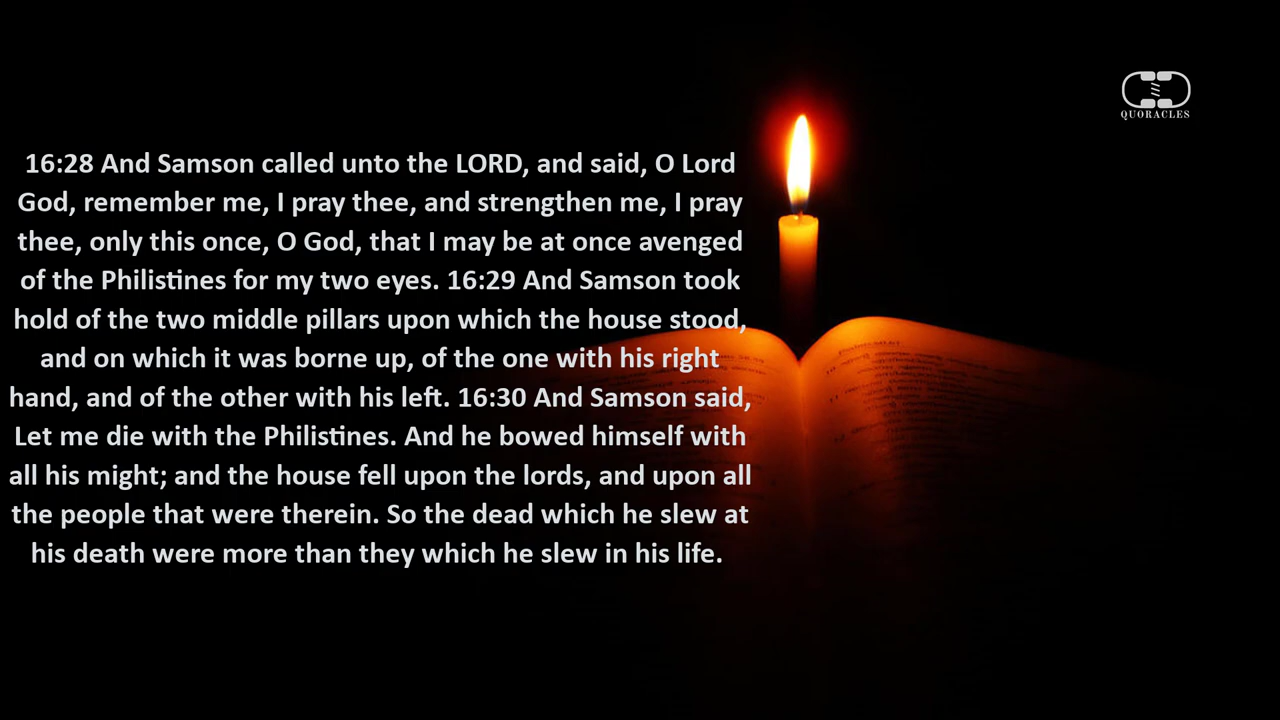 QUORACLES
16:28 And Samson called unto the LORD, and said, O Lord
God, remember me, I pray thee, and strengthen me, I pray
thee, only this once, O God, that I may be at once avenged
of the Philistines for my two eyes. 16:29 And Samson took
hold of the two middle pillars upon which the house stood,
and on which it was borne up, of the one with his right
hand, and of the other with his left. 16:30 And Samson said,
Let me die with the Philistines. And he bowed himself with
all his might; and the house fell upon the lords, and upon all
the people that were therein. So the dead which he slew at
his death were more than they which he slew in his life.